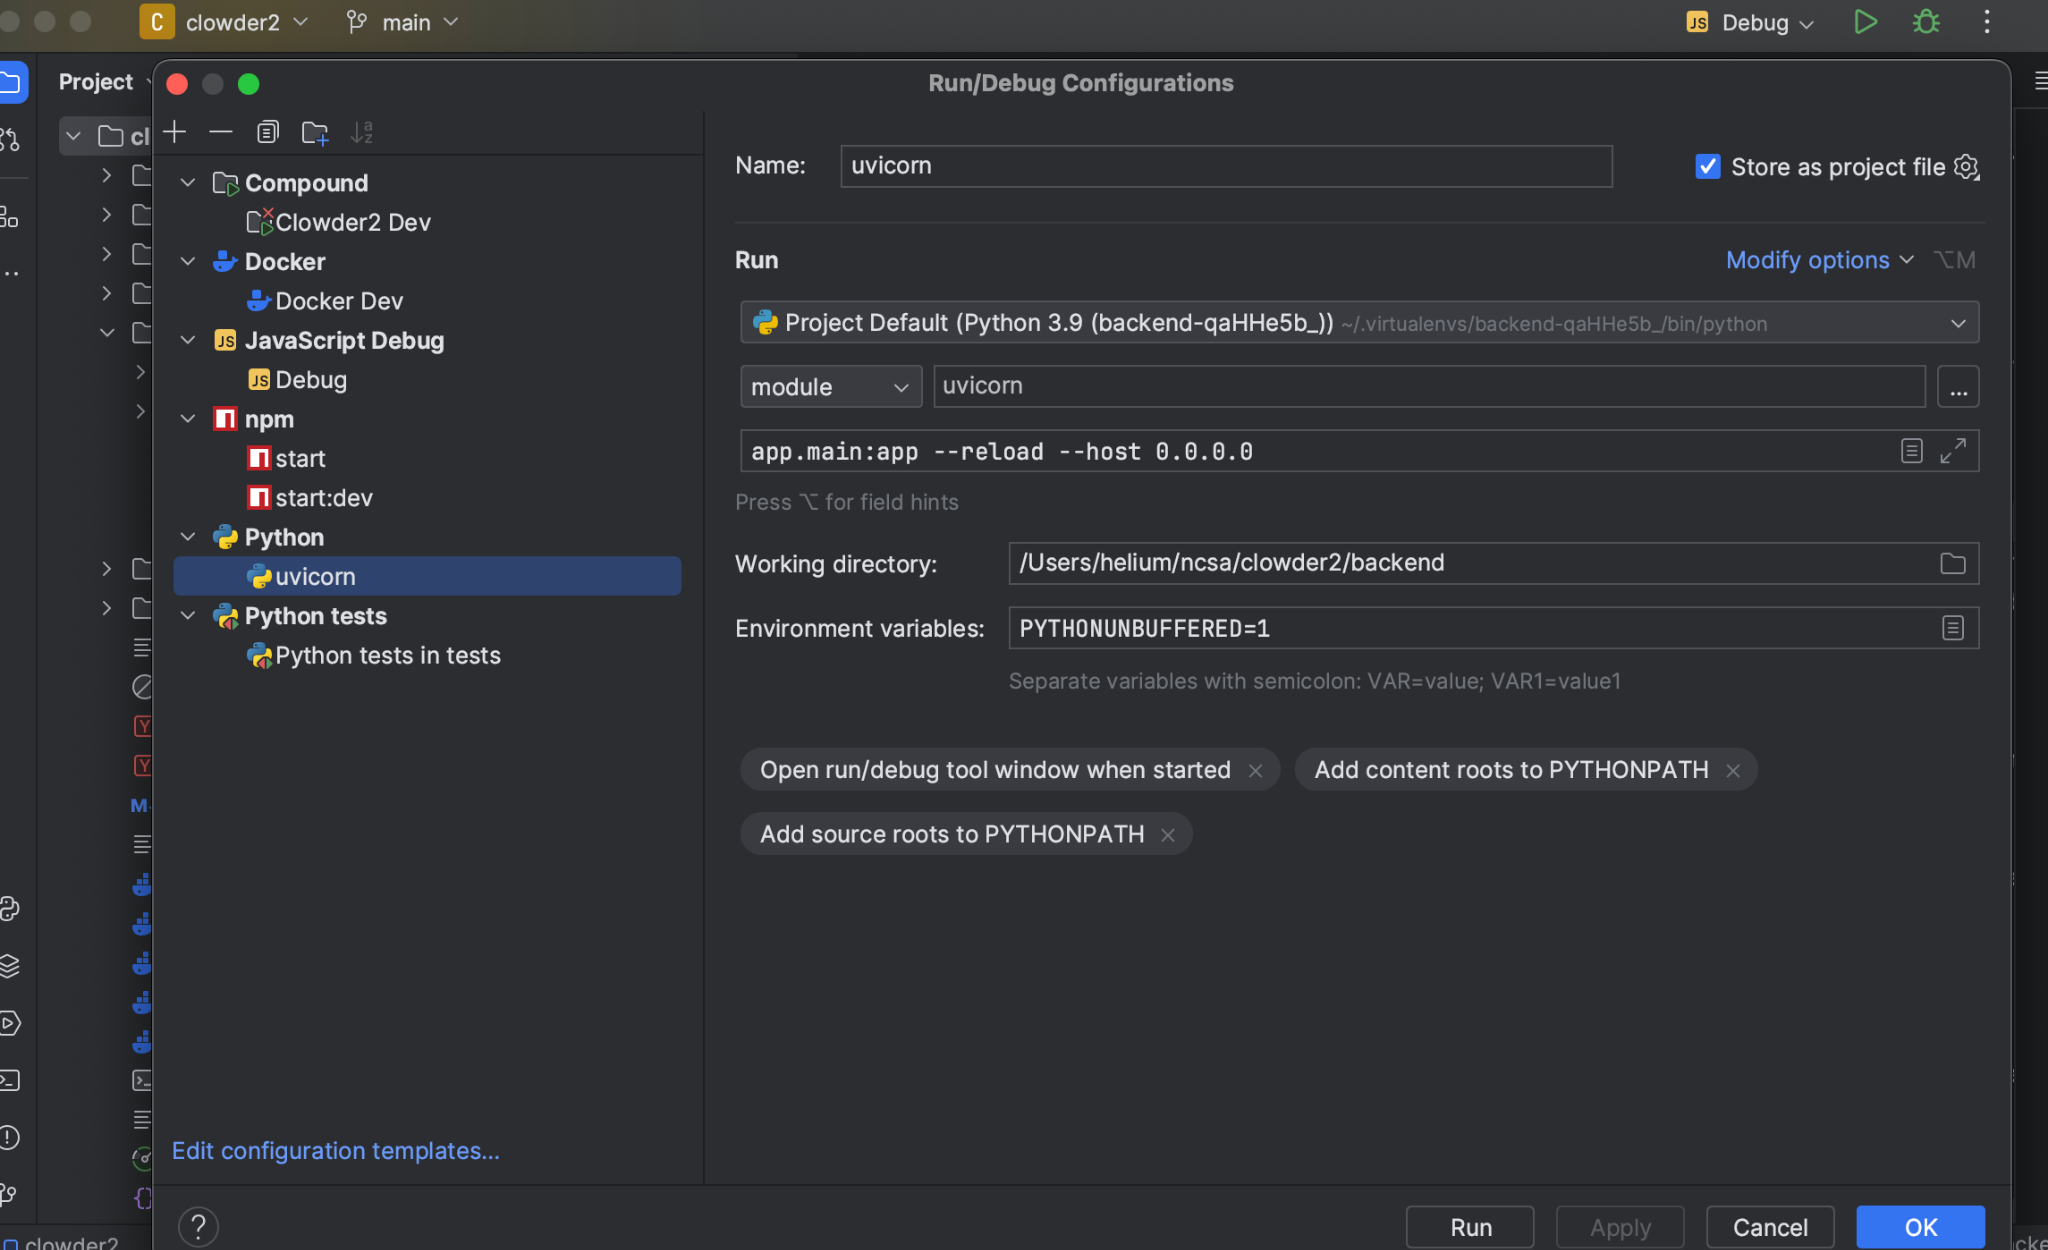 C clowder2 main JS Debug
Project
Run/Debug Configurations
cl
Compound
Clowder2 Dev
Docker
Docker Dev
JS JavaScript Debug
JS Debug
npm
start
start:dev
Python
uvicorn
Python tests
Python tests in tests
Edit configuration templates...
Name: uvicorn Store as project file
Run Modify options ⌥M
Project Default (Python 3.9 (backend-qaHHe5b_)) ~/.virtualenvs/backend-qaHHe5b_/bin/python
module uvicorn ...
app.main:app --reload --host 0.0.0.0
Press ⌥ for field hints
Working directory: /Users/helium/ncsa/clowder2/backend
Environment variables: PYTHONUNBUFFERED=1
Separate variables with semicolon: VAR=value; VAR1=value1
Open run/debug tool window when started × Add content roots to PYTHONPATH ×
Add source roots to PYTHONPATH ×
? Run Apply Cancel OK
clowder2